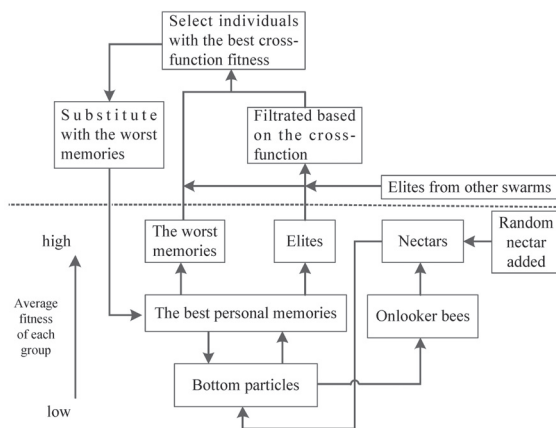 Select individuals
with the best cross-
function fitness
Substitute
with the worst
memories
Filtrated based
on the cross-
function
Elites from other swarms
high
The worst
memories
Elites
Nectars
Random
nectar
added
Average
fitness
of each
group
The best personal memories
Onlooker bees
Bottom particles
low